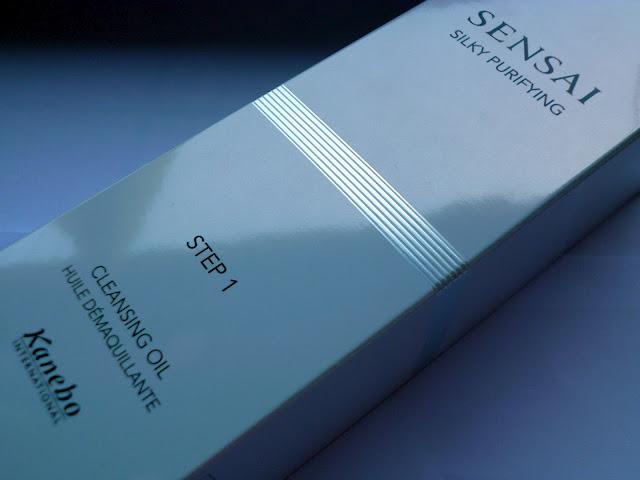 SENSAI
SILKY PURIFYING
STEP 1
CLEANSING OIL
HUILE DÉMAQUILLANTE
Kanebo
INTERNATIONAL